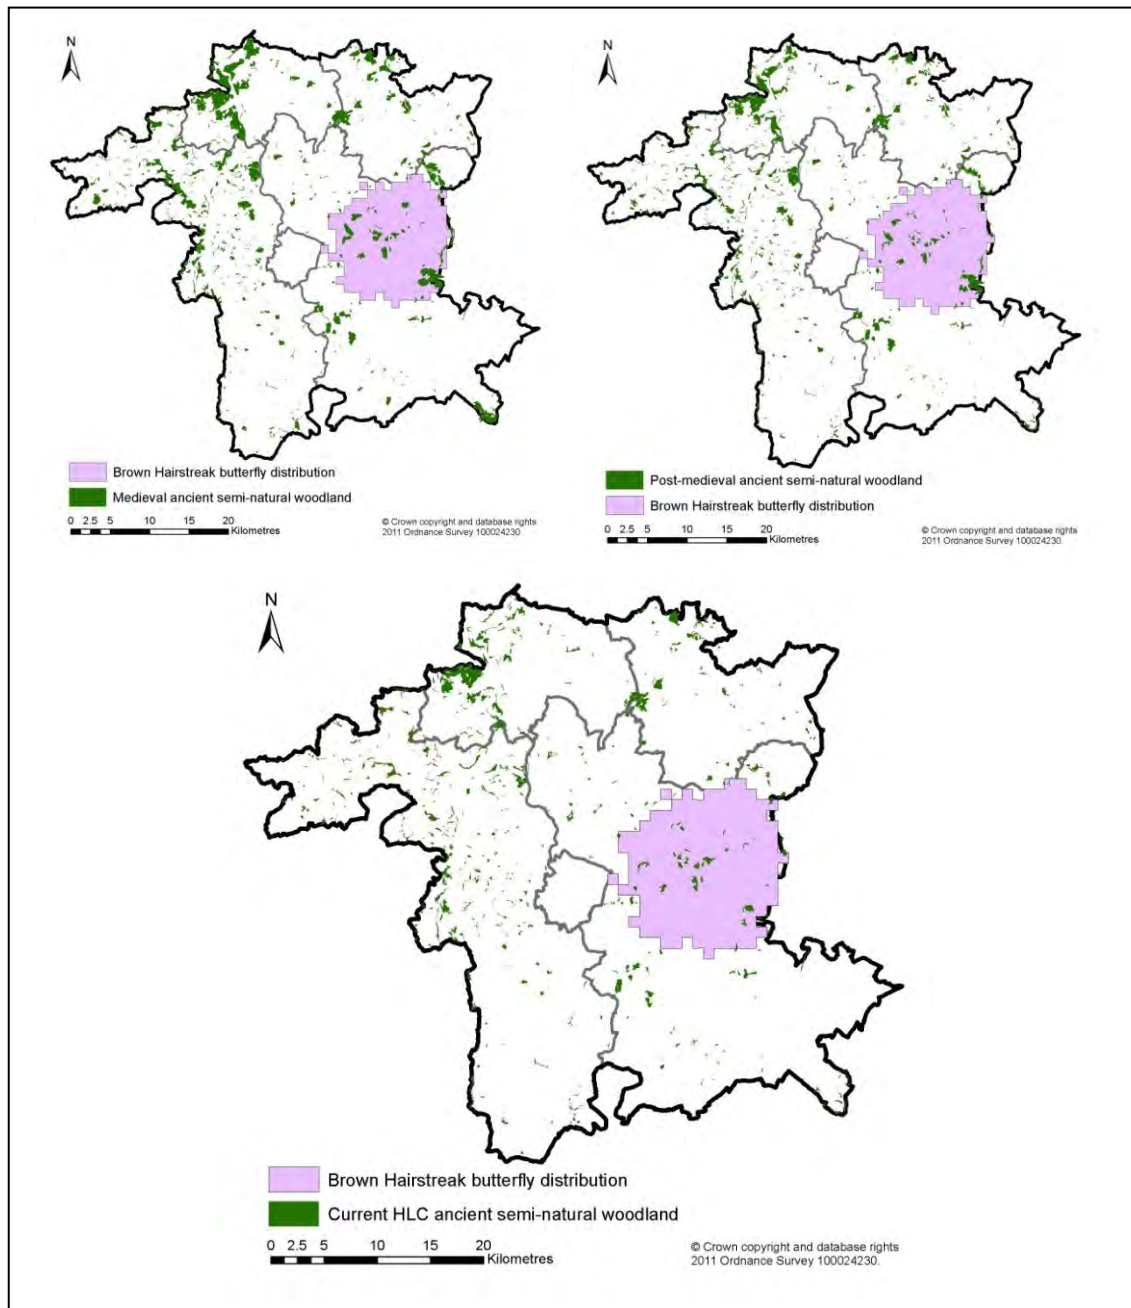 N
Brown Hairstreak butterfly distribution
Medieval ancient semi-natural woodland
0 2.5 5 10 15 20
Kilometres
© Crown copyright and database rights
2011 Ordnance Survey 100024230
N
Post-medieval ancient semi-natural woodland
Brown Hairstreak butterfly distribution
0 2.5 5 10 15 20
Kilometres
© Crown copyright and database rights
2011 Ordnance Survey 100024230.
N
Brown Hairstreak butterfly distribution
Current HLC ancient semi-natural woodland
0 2.5 5 10 15 20
Kilometres
© Crown copyright and database rights
2011 Ordnance Survey 100024230.